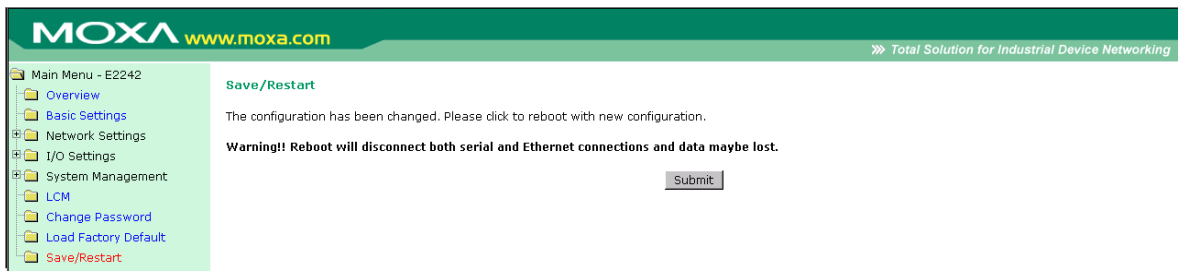 MOXA www.moxa.com
Total Solution for Industrial Device Networking
Main Menu - E2242
Overview
Basic Settings
Network Settings
I/O Settings
System Management
LCM
Change Password
Load Factory Default
Save/Restart
Save/Restart
The configuration has been changed. Please click to reboot with new configuration.
Warning!! Reboot will disconnect both serial and Ethernet connections and data maybe lost.
Submit